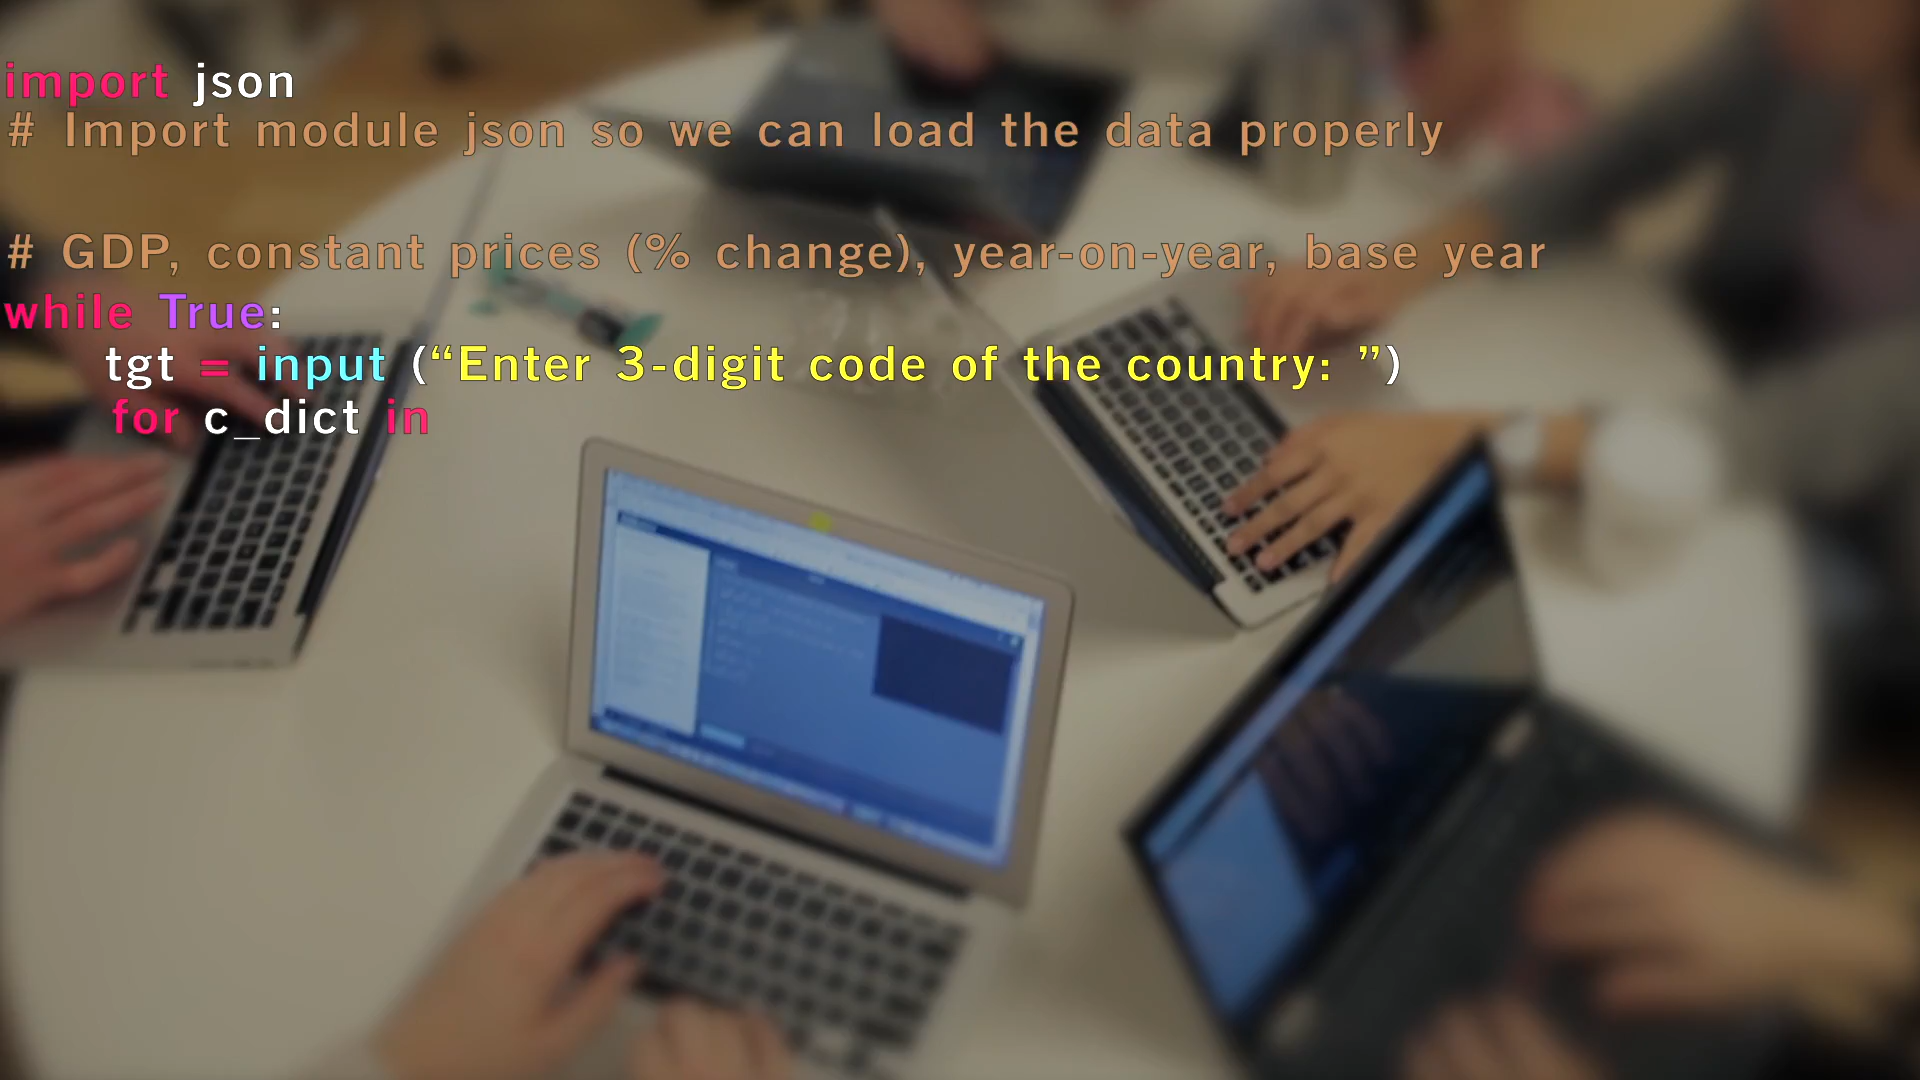 import json
# Import module json so we can load the data properly
# GDP, constant prices (% change), year-on-year, base year
while True:
tgt = input (“Enter 3-digit code of the country: ”)
for c_dict in